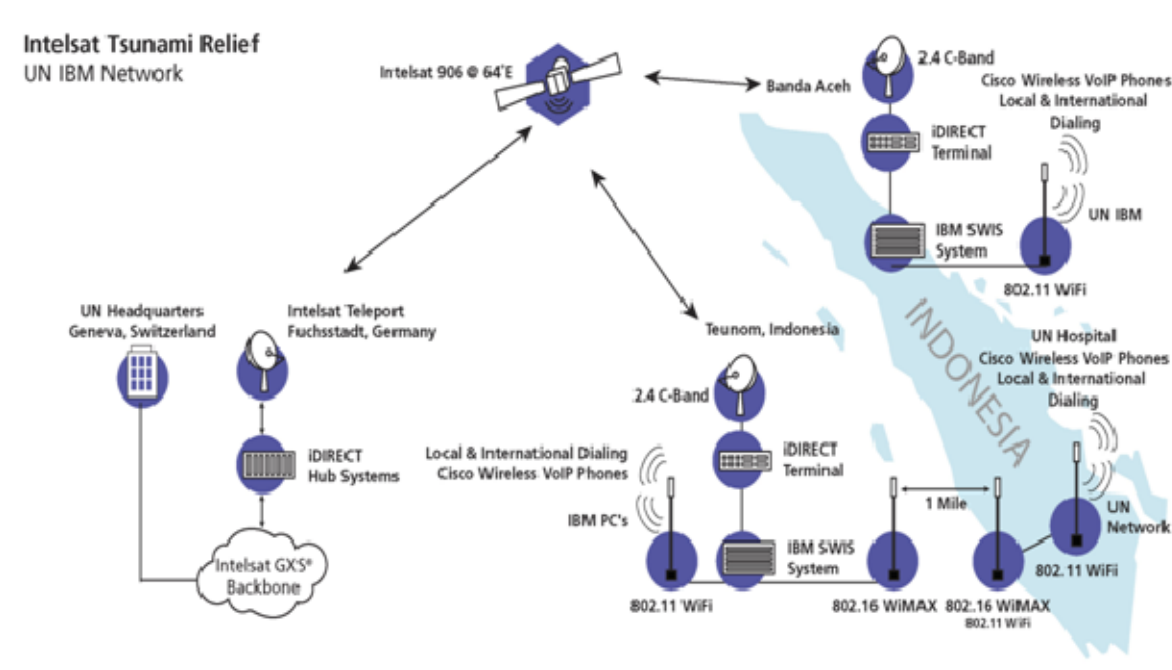 Intelsat Tsunami Relief
UN IBM Network
Intelsat 906 @ 64°E
Banda Aceh
2.4 C-Band
Cisco Wireless VoIP Phones
Local & International
Dialing
iDIRECT
Terminal
IBM SWIS
System
UN IBM
802.11 WiFi
INDONESIA
UN Headquarters
Geneva, Switzerland
Intelsat Teleport
Fuchsstadt, Germany
iDIRECT
Hub Systems
Intelsat GXS®
Backbone
Teunom, Indonesia
2.4 C-Band
iDIRECT
Terminal
Local & International Dialing
Cisco Wireless VoIP Phones
IBM PC's
IBM SWIS
System
802.11 WiFi
802.16 WiMAX
1 Mile
802.16 WiMAX
802.11 WiFi
UN Hospital
Cisco Wireless VoIP Phones
Local & International
Dialing
UN
Network
802.11 WiFi